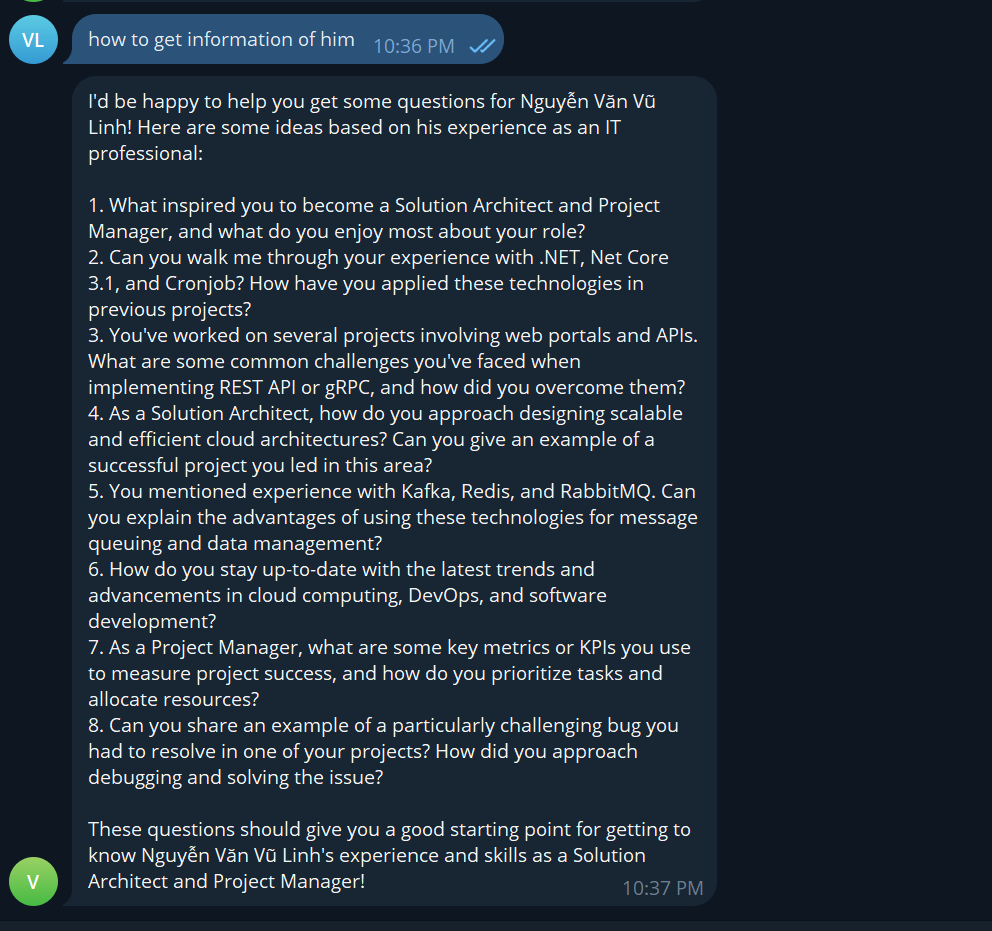 VL
how to get information of him
10:36 PM
I'd be happy to help you get some questions for Nguyễn Văn Vũ
Linh! Here are some ideas based on his experience as an IT
professional:
1. What inspired you to become a Solution Architect and Project
Manager, and what do you enjoy most about your role?
2. Can you walk me through your experience with .NET, Net Core
3.1, and Cronjob? How have you applied these technologies in
previous projects?
3. You've worked on several projects involving web portals and APIs.
What are some common challenges you've faced when
implementing REST API or gRPC, and how did you overcome them?
4. As a Solution Architect, how do you approach designing scalable
and efficient cloud architectures? Can you give an example of a
successful project you led in this area?
5. You mentioned experience with Kafka, Redis, and RabbitMQ. Can
you explain the advantages of using these technologies for message
queuing and data management?
6. How do you stay up-to-date with the latest trends and
advancements in cloud computing, DevOps, and software
development?
7. As a Project Manager, what are some key metrics or KPIs you use
to measure project success, and how do you prioritize tasks and
allocate resources?
8. Can you share an example of a particularly challenging bug you
had to resolve in one of your projects? How did you approach
debugging and solving the issue?
These questions should give you a good starting point for getting to
know Nguyễn Văn Vũ Linh's experience and skills as a Solution
Architect and Project Manager!
10:37 PM
V